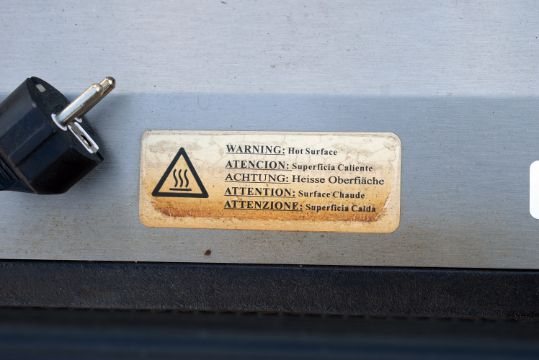 WARNING: Hot Surface
ATENCION: Superficia Caliente
ACHTUNG: Heisse Oberfläche
ATTENTION: Surface Chaude
ATTENZIONE: Superficia Calda